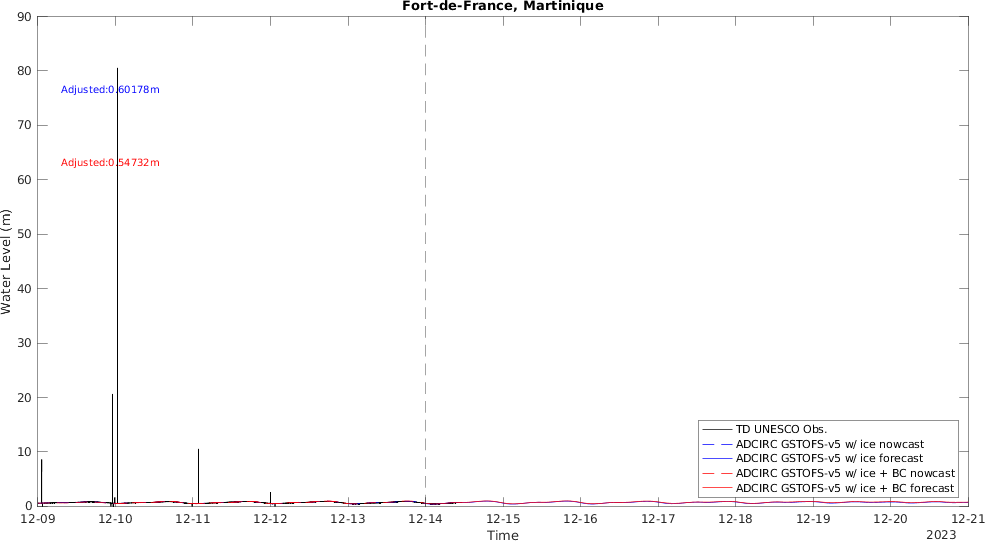 Fort-de-France, Martinique
90
80
70
60
50
40
30
20
10
0
Water Level (m)
Adjusted:0.60178m
Adjusted:0.54732m
TD UNESCO Obs.
ADCIRC GSTOFS-v5 w/ ice nowcast
ADCIRC GSTOFS-v5 w/ ice forecast
ADCIRC GSTOFS-v5 w/ ice + BC nowcast
ADCIRC GSTOFS-v5 w/ ice + BC forecast
12-09 12-10 12-11 12-12 12-13 12-14 12-15 12-16 12-17 12-18 12-19 12-20 12-21
Time
2023